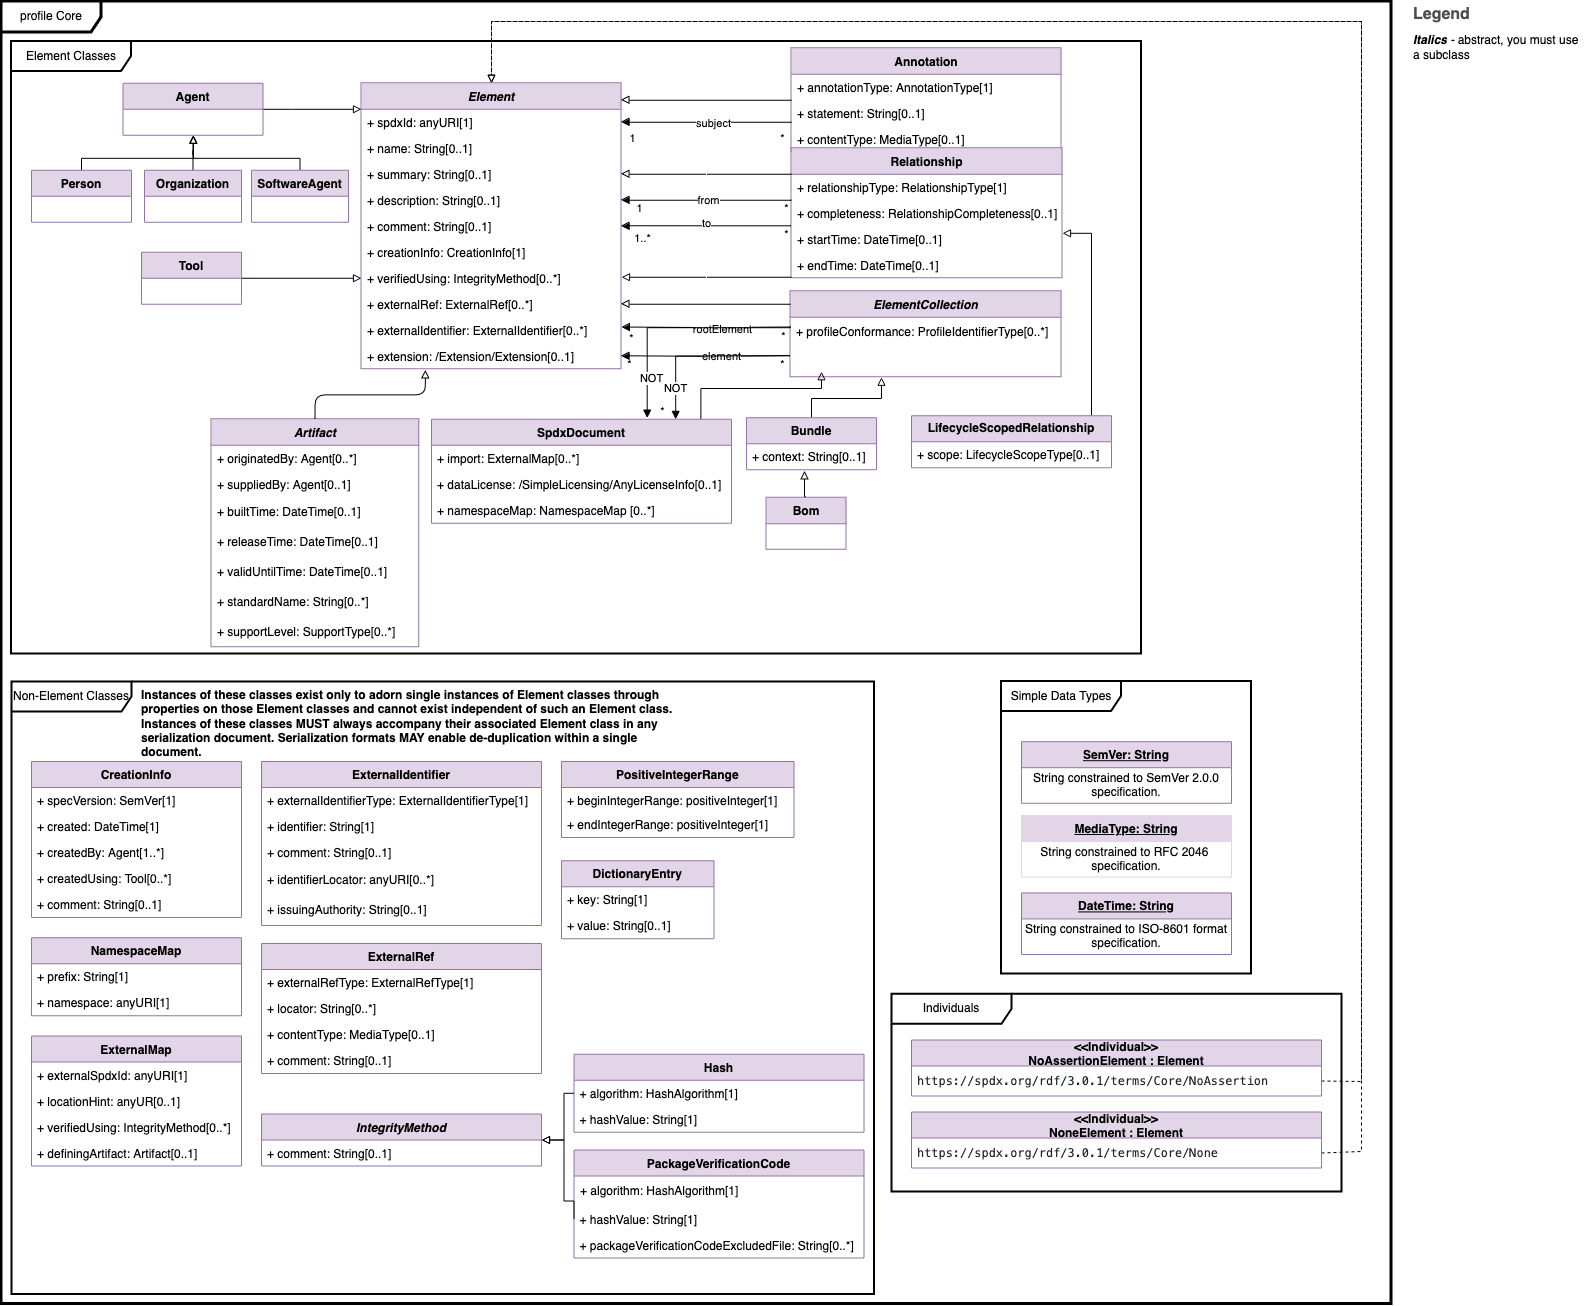 profile Core
Legend
Italics - abstract, you must use
a subclass
Element Classes
Annotation
+ annotationType: AnnotationType[1]
+ statement: String[0..1]
+ contentType: MediaType[0..1]
Agent
Element
+ spdxId: anyURI[1]
+ name: String[0..1]
+ summary: String[0..1]
+ description: String[0..1]
+ comment: String[0..1]
+ creationInfo: CreationInfo[1]
+ verifiedUsing: IntegrityMethod[0..*]
+ externalRef: ExternalRef[0..*]
+ externalIdentifier: ExternalIdentifier[0..*]
+ extension: /Extension/Extension[0..1]
subject
1
*
Relationship
+ relationshipType: RelationshipType[1]
+ completeness: RelationshipCompleteness[0..1]
+ startTime: DateTime[0..1]
+ endTime: DateTime[0..1]
from
1
*
to
1..*
*
Person
Organization
SoftwareAgent
Tool
ElementCollection
+ profileConformance: ProfileIdentifierType[0..*]
rootElement
*
*
element
*
*
NOT
NOT
*
Artifact
+ originatedBy: Agent[0..*]
+ suppliedBy: Agent[0..1]
+ builtTime: DateTime[0..1]
+ releaseTime: DateTime[0..1]
+ validUntilTime: DateTime[0..1]
+ standardName: String[0..*]
+ supportLevel: SupportType[0..*]
SpdxDocument
+ import: ExternalMap[0..*]
+ dataLicense: /SimpleLicensing/AnyLicenseInfo[0..1]
+ namespaceMap: NamespaceMap [0..*]
Bundle
+ context: String[0..1]
Bom
LifecycleScopedRelationship
+ scope: LifecycleScopeType[0..1]
Non-Element Classes
Instances of these classes exist only to adorn single instances of Element classes through
properties on those Element classes and cannot exist independent of such an Element class.
Instances of these classes MUST always accompany their associated Element class in any
serialization document. Serialization formats MAY enable de-duplication within a single
document.
CreationInfo
+ specVersion: SemVer[1]
+ created: DateTime[1]
+ createdBy: Agent[1..*]
+ createdUsing: Tool[0..*]
+ comment: String[0..1]
NamespaceMap
+ prefix: String[1]
+ namespace: anyURI[1]
ExternalMap
+ externalSpdxId: anyURI[1]
+ locationHint: anyUR[0..1]
+ verifiedUsing: IntegrityMethod[0..*]
+ definingArtifact: Artifact[0..1]
ExternalIdentifier
+ externalIdentifierType: ExternalIdentifierType[1]
+ identifier: String[1]
+ comment: String[0..1]
+ identifierLocator: anyURI[0..*]
+ issuingAuthority: String[0..1]
ExternalRef
+ externalRefType: ExternalRefType[1]
+ locator: String[0..*]
+ contentType: MediaType[0..1]
+ comment: String[0..1]
IntegrityMethod
+ comment: String[0..1]
PositiveIntegerRange
+ beginIntegerRange: positiveInteger[1]
+ endIntegerRange: positiveInteger[1]
DictionaryEntry
+ key: String[1]
+ value: String[0..1]
Hash
+ algorithm: HashAlgorithm[1]
+ hashValue: String[1]
PackageVerificationCode
+ algorithm: HashAlgorithm[1]
+ hashValue: String[1]
+ packageVerificationCodeExcludedFile: String[0..*]
Simple Data Types
SemVer: String
String constrained to SemVer 2.0.0
specification.
MediaType: String
String constrained to RFC 2046
specification.
DateTime: String
String constrained to ISO-8601 format
specification.
Individuals
<<Individual>>
NoAssertionElement : Element
https://spdx.org/rdf/3.0.1/terms/Core/NoAssertion
<<Individual>>
NoneElement : Element
https://spdx.org/rdf/3.0.1/terms/Core/None